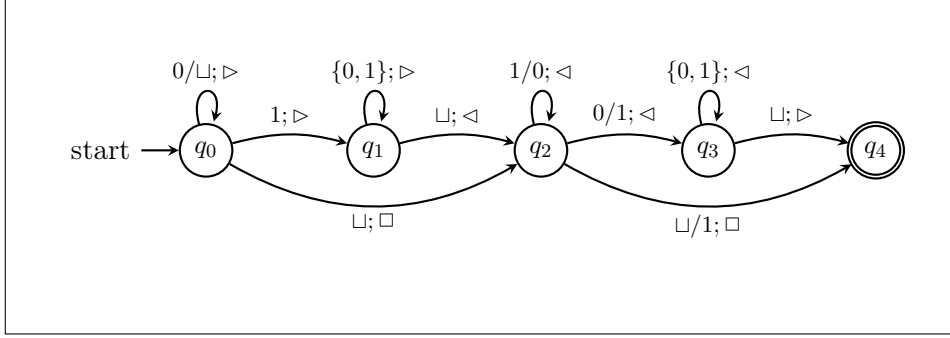 0/⊔; ▷ {0, 1}; ▷ 1/0; ◁ {0, 1}; ◁
1; ▷ ⊔; ◁ 0/1; ◁ ⊔; ▷
start q0 q1 q2 q3 q4
⊔; □ ⊔/1; □